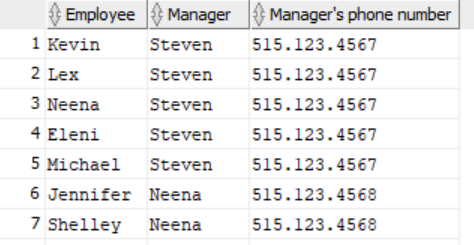 Employee Manager Manager's phone number
1 Kevin Steven 515.123.4567
2 Lex Steven 515.123.4567
3 Neena Steven 515.123.4567
4 Eleni Steven 515.123.4567
5 Michael Steven 515.123.4567
6 Jennifer Neena 515.123.4568
7 Shelley Neena 515.123.4568